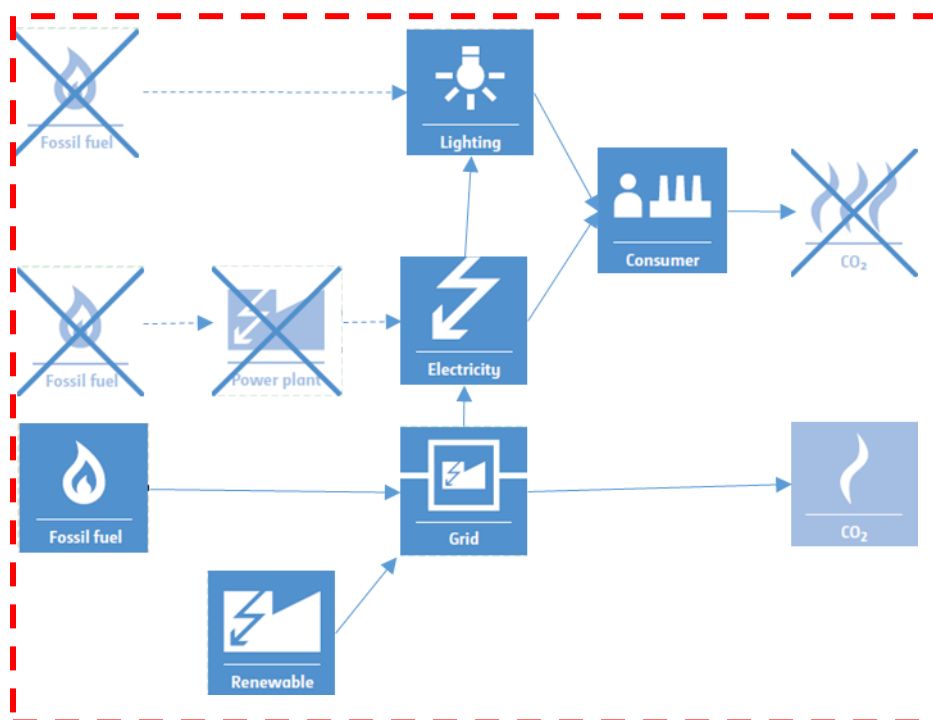 Fossil fuel
Lighting
Consumer
CO₂
Fossil fuel
Power plant
Electricity
Fossil fuel
Grid
CO₂
Renewable